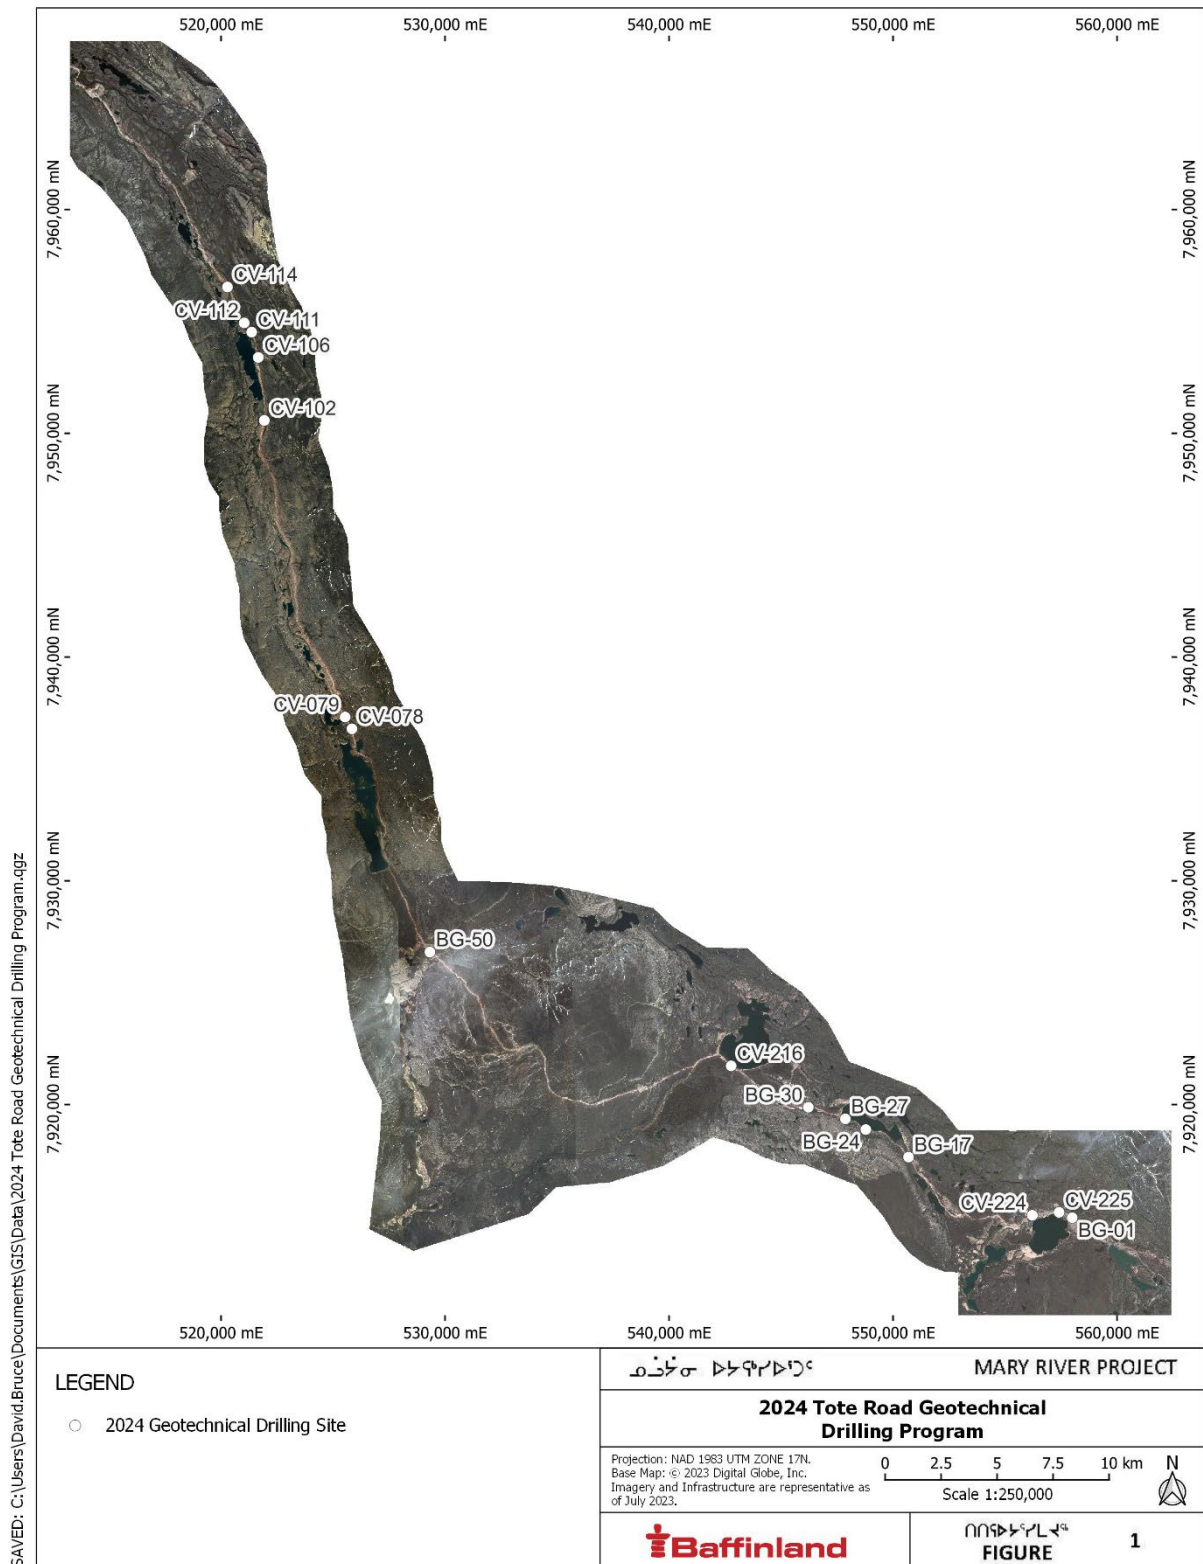 520,000 mE 530,000 mE 540,000 mE 550,000 mE 560,000 mE
7,960,000 mN
7,960,000 mN
CV-114
CV-112
CV-111
CV-106
CV-102
7,950,000 mN
7,950,000 mN
7,940,000 mN
7,940,000 mN
CV-079
CV-078
7,930,000 mN
7,930,000 mN
BG-50
CV-216
BG-30
BG-27
BG-24
BG-17
7,920,000 mN
7,920,000 mN
CV-224
CV-225
BG-01
520,000 mE 530,000 mE 540,000 mE 550,000 mE 560,000 mE
SAVED: C:\Users\David.Bruce\Documents\GIS\Data\2024 Tote Road Geotechnical Drilling Program.qgz
LEGEND
2024 Geotechnical Drilling Site
ᓄᓘᔭᓂ ᐅᔭᕋᖅᓯᐅᕐᑐᑦ MARY RIVER PROJECT
2024 Tote Road Geotechnical
Drilling Program
Projection: NAD 1983 UTM ZONE 17N.
Base Map: © 2023 Digital Globe, Inc.
Imagery and Infrastructure are representative as
of July 2023.
0 2.5 5 7.5 10 km
N
Scale 1:250,000
Baffinland
FIGURE 1